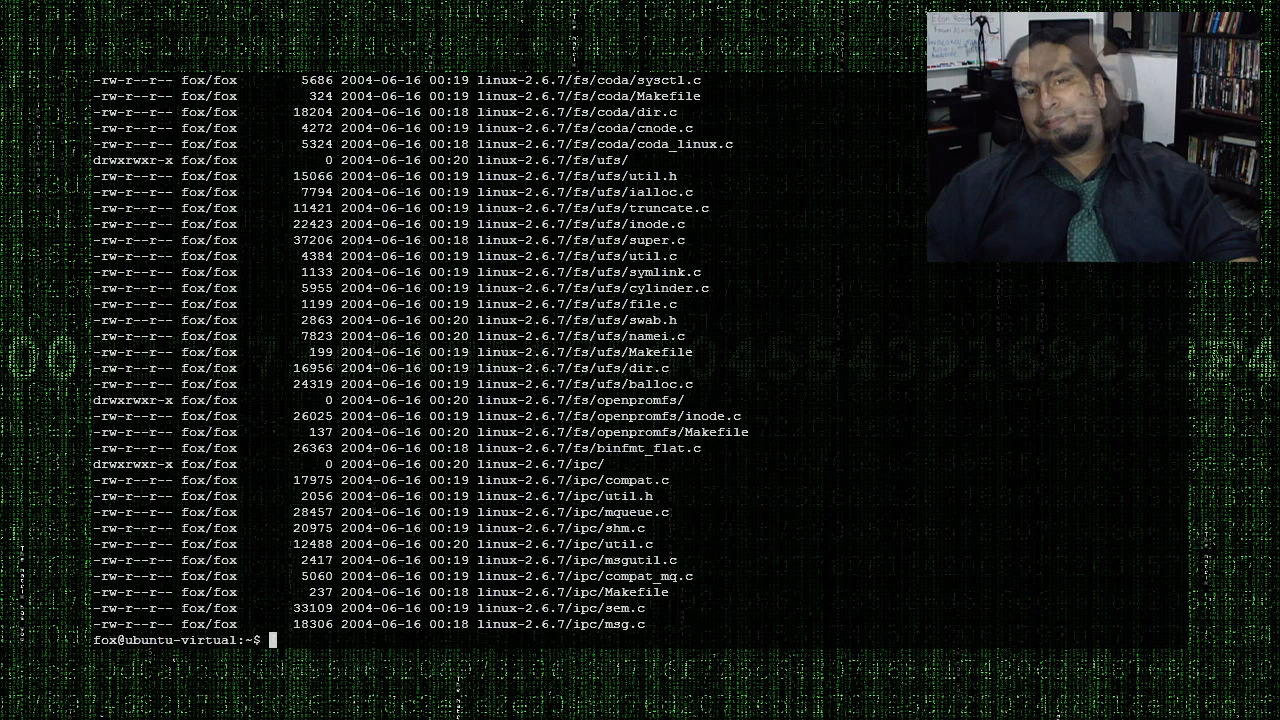 -rw-r--r-- fox/fox 5686 2004-06-16 00:19 linux-2.6.7/fs/coda/sysctl.c
-rw-r--r-- fox/fox 324 2004-06-16 00:19 linux-2.6.7/fs/coda/Makefile
-rw-r--r-- fox/fox 18204 2004-06-16 00:18 linux-2.6.7/fs/coda/dir.c
-rw-r--r-- fox/fox 4272 2004-06-16 00:19 linux-2.6.7/fs/coda/cnode.c
-rw-r--r-- fox/fox 5324 2004-06-16 00:18 linux-2.6.7/fs/coda/coda_linux.c
drwxrwxr-x fox/fox 0 2004-06-16 00:20 linux-2.6.7/fs/ufs/
-rw-r--r-- fox/fox 15066 2004-06-16 00:19 linux-2.6.7/fs/ufs/util.h
-rw-r--r-- fox/fox 7794 2004-06-16 00:19 linux-2.6.7/fs/ufs/ialloc.c
-rw-r--r-- fox/fox 11421 2004-06-16 00:19 linux-2.6.7/fs/ufs/truncate.c
-rw-r--r-- fox/fox 22423 2004-06-16 00:19 linux-2.6.7/fs/ufs/inode.c
-rw-r--r-- fox/fox 37206 2004-06-16 00:18 linux-2.6.7/fs/ufs/super.c
-rw-r--r-- fox/fox 4384 2004-06-16 00:19 linux-2.6.7/fs/ufs/util.c
-rw-r--r-- fox/fox 1133 2004-06-16 00:19 linux-2.6.7/fs/ufs/symlink.c
-rw-r--r-- fox/fox 5955 2004-06-16 00:19 linux-2.6.7/fs/ufs/cylinder.c
-rw-r--r-- fox/fox 1199 2004-06-16 00:19 linux-2.6.7/fs/ufs/file.c
-rw-r--r-- fox/fox 2863 2004-06-16 00:20 linux-2.6.7/fs/ufs/swab.h
-rw-r--r-- fox/fox 7823 2004-06-16 00:20 linux-2.6.7/fs/ufs/namei.c
-rw-r--r-- fox/fox 199 2004-06-16 00:19 linux-2.6.7/fs/ufs/Makefile
-rw-r--r-- fox/fox 16956 2004-06-16 00:19 linux-2.6.7/fs/ufs/dir.c
-rw-r--r-- fox/fox 24319 2004-06-16 00:19 linux-2.6.7/fs/ufs/balloc.c
drwxrwxr-x fox/fox 0 2004-06-16 00:20 linux-2.6.7/fs/openpromfs/
-rw-r--r-- fox/fox 26025 2004-06-16 00:19 linux-2.6.7/fs/openpromfs/inode.c
-rw-r--r-- fox/fox 137 2004-06-16 00:20 linux-2.6.7/fs/openpromfs/Makefile
-rw-r--r-- fox/fox 26363 2004-06-16 00:18 linux-2.6.7/fs/binfmt_flat.c
drwxrwxr-x fox/fox 0 2004-06-16 00:20 linux-2.6.7/ipc/
-rw-r--r-- fox/fox 17975 2004-06-16 00:19 linux-2.6.7/ipc/compat.c
-rw-r--r-- fox/fox 2056 2004-06-16 00:19 linux-2.6.7/ipc/util.h
-rw-r--r-- fox/fox 28457 2004-06-16 00:19 linux-2.6.7/ipc/mqueue.c
-rw-r--r-- fox/fox 20975 2004-06-16 00:19 linux-2.6.7/ipc/shm.c
-rw-r--r-- fox/fox 12488 2004-06-16 00:20 linux-2.6.7/ipc/util.c
-rw-r--r-- fox/fox 2417 2004-06-16 00:19 linux-2.6.7/ipc/msgutil.c
-rw-r--r-- fox/fox 5060 2004-06-16 00:19 linux-2.6.7/ipc/compat_mq.c
-rw-r--r-- fox/fox 237 2004-06-16 00:18 linux-2.6.7/ipc/Makefile
-rw-r--r-- fox/fox 33109 2004-06-16 00:19 linux-2.6.7/ipc/sem.c
-rw-r--r-- fox/fox 18306 2004-06-16 00:18 linux-2.6.7/ipc/msg.c
fox@ubuntu-virtual:~$